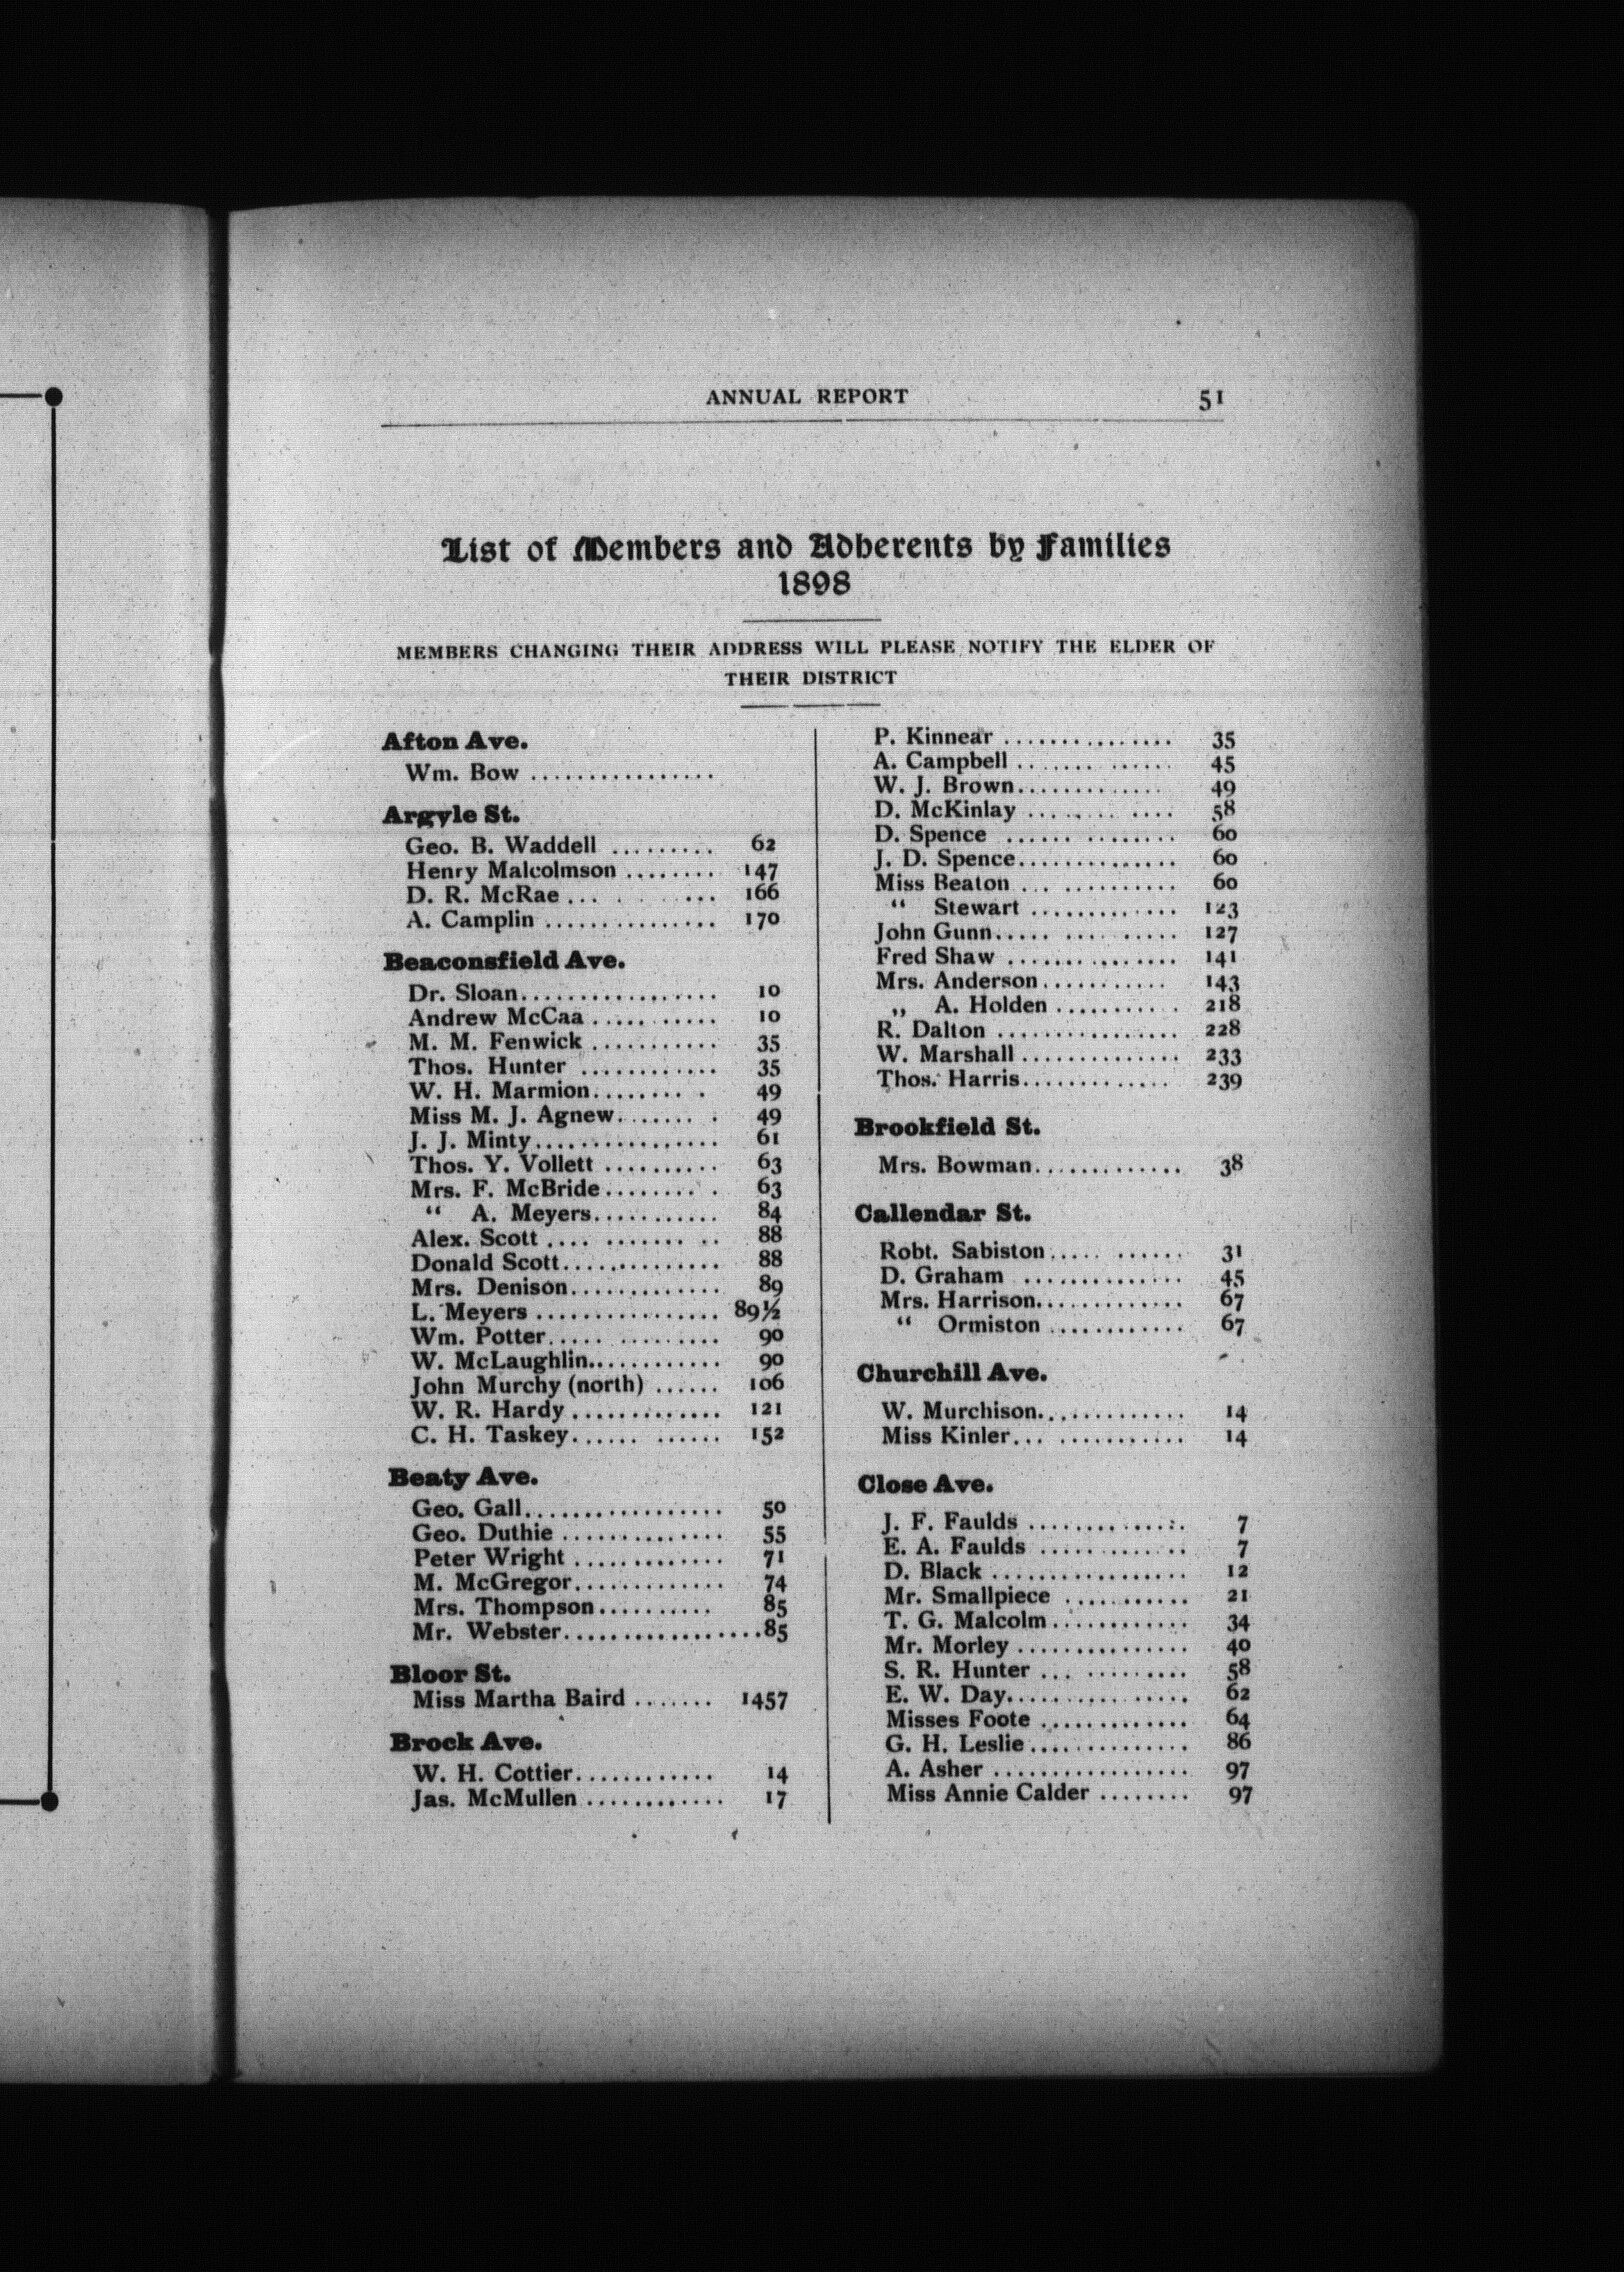 ANNUAL REPORT 51
List of Members and Adherents by Families
1898
MEMBERS CHANGING THEIR ADDRESS WILL PLEASE NOTIFY THE ELDER OF
THEIR DISTRICT
Afton Ave.
Wm. Bow ................
Argyle St.
Geo. B. Waddell ......... 62
Henry Malcolmson ........ 147
D. R. McRae ... . . ... 166
A. Camplin ............... 170
Beaconsfield Ave.
Dr. Sloan................. 10
Andrew McCaa ........... 10
M. M. Fenwick ........... 35
Thos. Hunter ............ 35
W. H. Marmion........ . 49
Miss M. J. Agnew....... . 49
J. J. Minty................ 61
Thos. Y. Vollett .......... 63
Mrs. F. McBride........ . 63
“ A. Meyers........... 84
Alex. Scott .... ....... .. 88
Donald Scott.............. 88
Mrs. Denison............. 89
L. Meyers ................ 89½
Wm. Potter..... ......... 90
W. McLaughlin............ 90
John Murchy (north) ...... 106
W. R. Hardy ............. 121
C. H. Taskey...... ...... 152
Beaty Ave.
Geo. Gall................. 50
Geo. Duthie .............. 55
Peter Wright ............. 71
M. McGregor............. 74
Mrs. Thompson.......... 85
Mr. Webster.................85
Bloor St.
Miss Martha Baird ....... 1457
Brock Ave.
W. H. Cottier............ 14
Jas. McMullen ............ 17
P. Kinnear ............... 35
A. Campbell ....... ...... 45
W. J. Brown............. 49
D. McKinlay ........ .... 58
D. Spence ...... ........ 60
J. D. Spence.............. 60
Miss Beaton ... .......... 60
“ Stewart ............. 123
John Gunn..... ......... 127
Fred Shaw ............... 141
Mrs. Anderson........... 143
„ A. Holden .......... . 218
R. Dalton ................ 228
W. Marshall .............. 233
Thos. Harris............. 239
Brookfield St.
Mrs. Bowman............. 38
Callendar St.
Robt. Sabiston..... ...... 31
D. Graham .............. 45
Mrs. Harrison............. 67
“ Ormiston ............ 67
Churchill Ave.
W. Murchison............. 14
Miss Kinler... ........... 14
Close Ave.
J. F. Faulds .............. 7
E. A. Faulds ............. 7
D. Black ................. 12
Mr. Smallpiece ........... 21
T. G. Malcolm............ 34
Mr. Morley ............... 40
S. R. Hunter ... ......... 58
E. W. Day................ 62
Misses Foote ............. 64
G. H. Leslie.............. 86
A. Asher ................. 97
Miss Annie Calder ........ 97